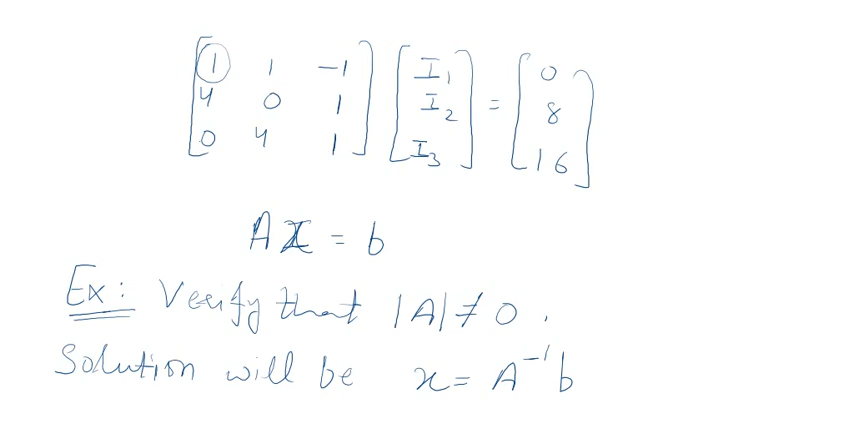 [1 1 -1] [I₁] = [0]
[4 0 1] [I₂] [8]
[0 4 1] [I₃] [16]
A x = b
Ex: Verify that |A| ≠ 0.
Solution will be x = A⁻¹b